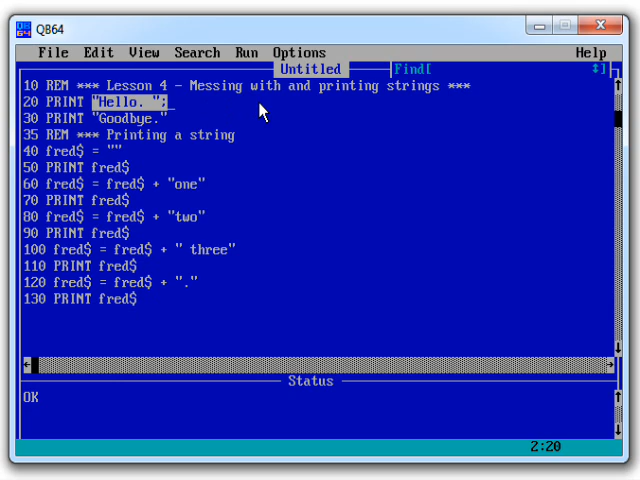 QB64
File Edit View Search Run Options Help
Untitled Find[ ↕]
10 REM *** Lesson 4 - Messing with and printing strings ***
20 PRINT "Hello. ";_
30 PRINT "Goodbye."
35 REM *** Printing a string
40 fred$ = ""
50 PRINT fred$
60 fred$ = fred$ + "one"
70 PRINT fred$
80 fred$ = fred$ + "two"
90 PRINT fred$
100 fred$ = fred$ + " three"
110 PRINT fred$
120 fred$ = fred$ + "."
130 PRINT fred$
Status
OK
2:20